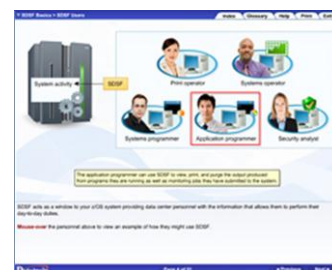 SDSF Basics > SDSF Users
Index Glossary Help Print Exit
System activity
SDSF
Print operator
Systems operator
Systems programmer
Application programmer
Security analyst
The application programmer can use SDSF to view, print, and purge the output produced
from programs they are running as well as monitoring jobs they have submitted to the system.
SDSF acts as a window to your z/OS system providing data center personnel with the information that allows them to perform their
day-to-day duties.
Mouse-over the personnel above to view an example of how they might use SDSF.